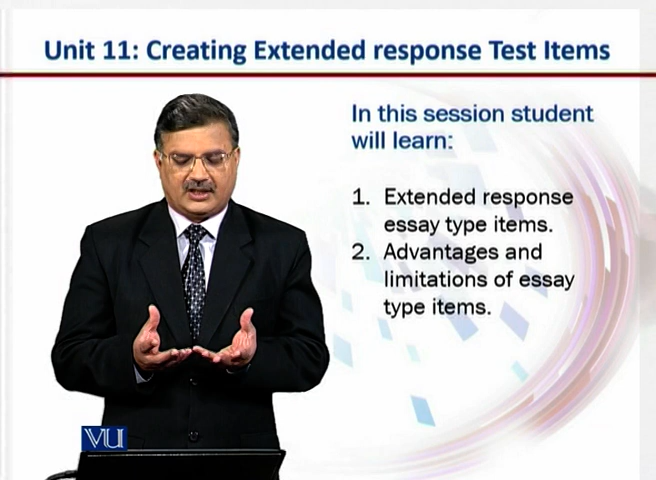 Unit 11: Creating Extended response Test Items
In this session student
will learn:
1. Extended response
essay type items.
2. Advantages and
limitations of essay
type items.
VU